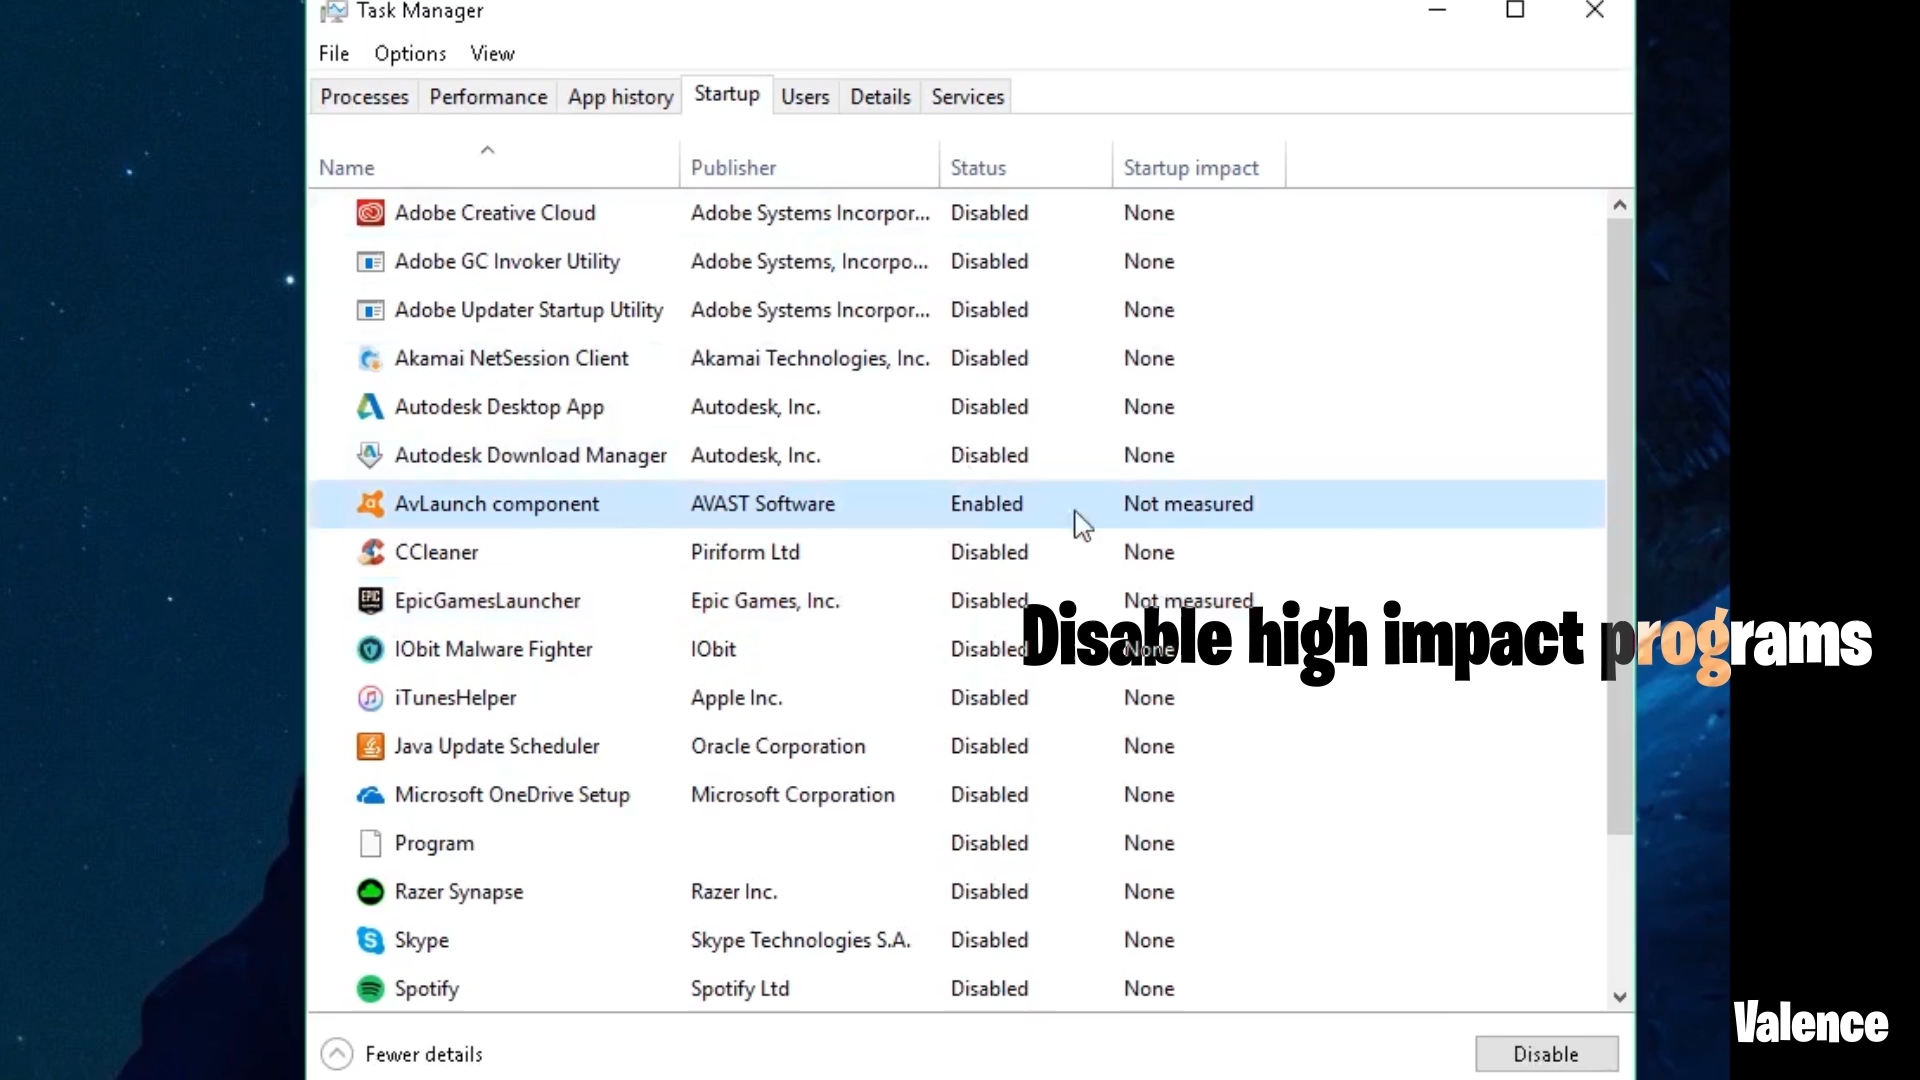 Task Manager
File Options View
Processes Performance App history Startup Users Details Services
Name Publisher Status Startup impact
Adobe Creative Cloud Adobe Systems Incorpor... Disabled None
Adobe GC Invoker Utility Adobe Systems, Incorpo... Disabled None
Adobe Updater Startup Utility Adobe Systems Incorpor... Disabled None
Akamai NetSession Client Akamai Technologies, Inc. Disabled None
Autodesk Desktop App Autodesk, Inc. Disabled None
Autodesk Download Manager Autodesk, Inc. Disabled None
AvLaunch component AVAST Software Enabled Not measured
CCleaner Piriform Ltd Disabled None
EpicGamesLauncher Epic Games, Inc. Disabled Not measured
Disable high impact programs
IObit Malware Fighter IObit Disabled None
iTunesHelper Apple Inc. Disabled None
Java Update Scheduler Oracle Corporation Disabled None
Microsoft OneDrive Setup Microsoft Corporation Disabled None
Program Disabled None
Razer Synapse Razer Inc. Disabled None
Skype Skype Technologies S.A. Disabled None
Spotify Spotify Ltd Disabled None
Valence
Fewer details Disable